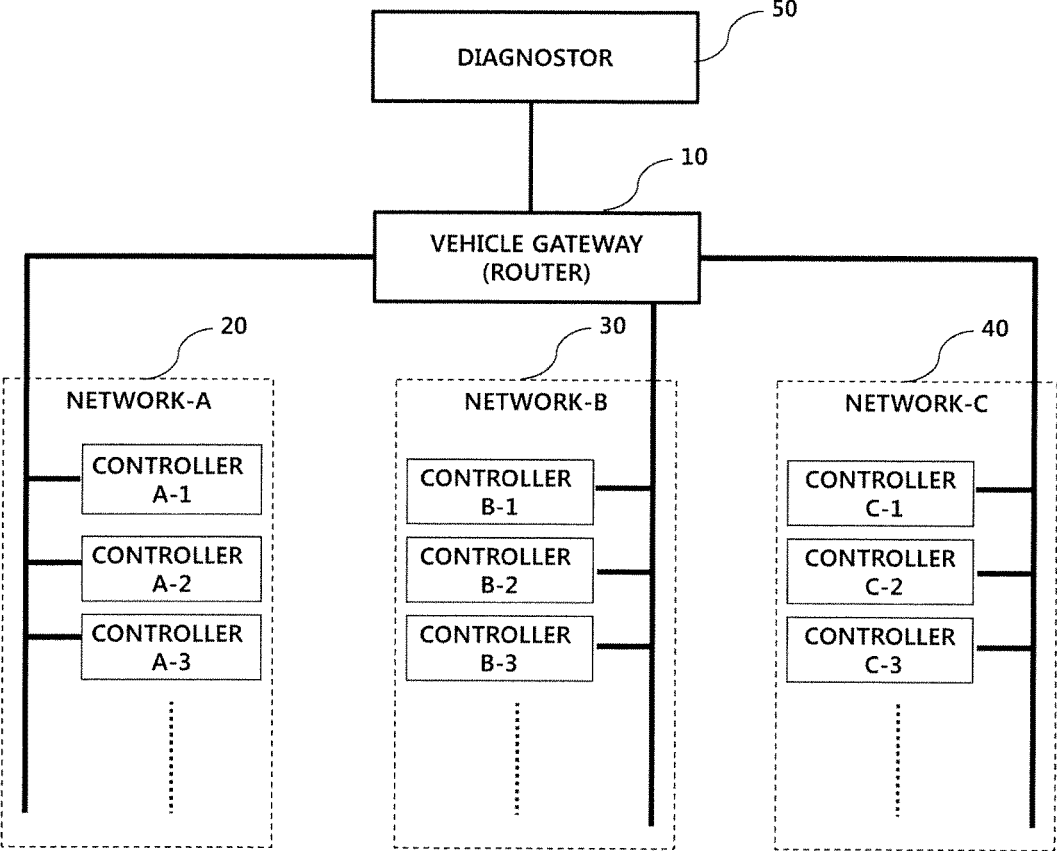 50
DIAGNOSTOR
10
VEHICLE GATEWAY
(ROUTER)
20
30
40
NETWORK-A
CONTROLLER
A-1
CONTROLLER
A-2
CONTROLLER
A-3
NETWORK-B
CONTROLLER
B-1
CONTROLLER
B-2
CONTROLLER
B-3
NETWORK-C
CONTROLLER
C-1
CONTROLLER
C-2
CONTROLLER
C-3